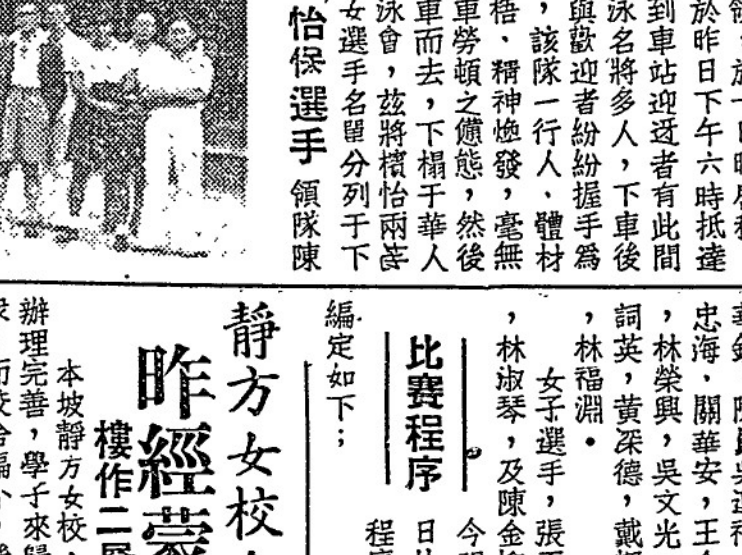 於昨日下午六時抵達
到車站迎迓者有此間
泳名將多人，下車後
與歡迎者紛紛握手爲
，該隊一行人、體材
梧、精神煥發，毫無
車勞頓之憊態，然後
車而去，下榻于華人
泳會，茲將檳怡兩
女選手名單分列于下
怡保選手 領隊陳
忠海、關華安，王
，林榮興，吳文光
詞英，黃深德，戴
，林福淵。
女子選手，張
，林淑琴，及陳金
今
日
程
比賽程序
編定如下；
靜方女校
昨經蒙
樓作二
本坡靜方女校，
辦理完善，學子來歸